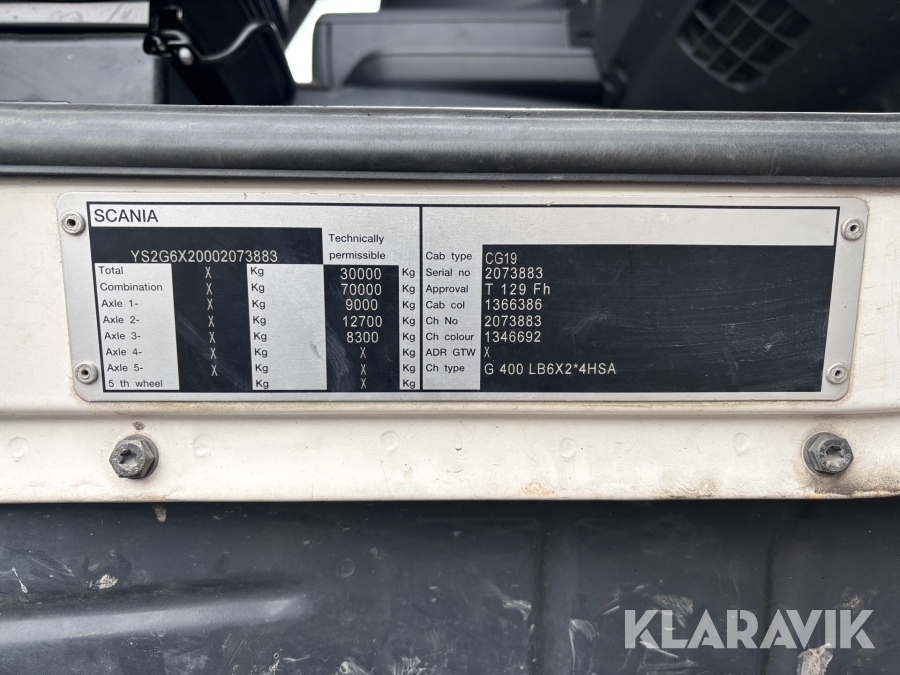 SCANIA
YS2G6X20002073883
Technically
permissible
Total X Kg 30000 Kg
Combination X Kg 70000 Kg
Axle 1- X Kg 9000 Kg
Axle 2- X Kg 12700 Kg
Axle 3- X Kg 8300 Kg
Axle 4- X Kg X Kg
Axle 5- X Kg X Kg
5 th wheel Kg X Kg
Cab type CG19
Serial no 2073883
Approval T 129 Fh
Cab col 1366386
Ch No 2073883
Ch colour 1346692
ADR GTW X
Ch type G 400 LB6X2*4HSA
KLARAVIK